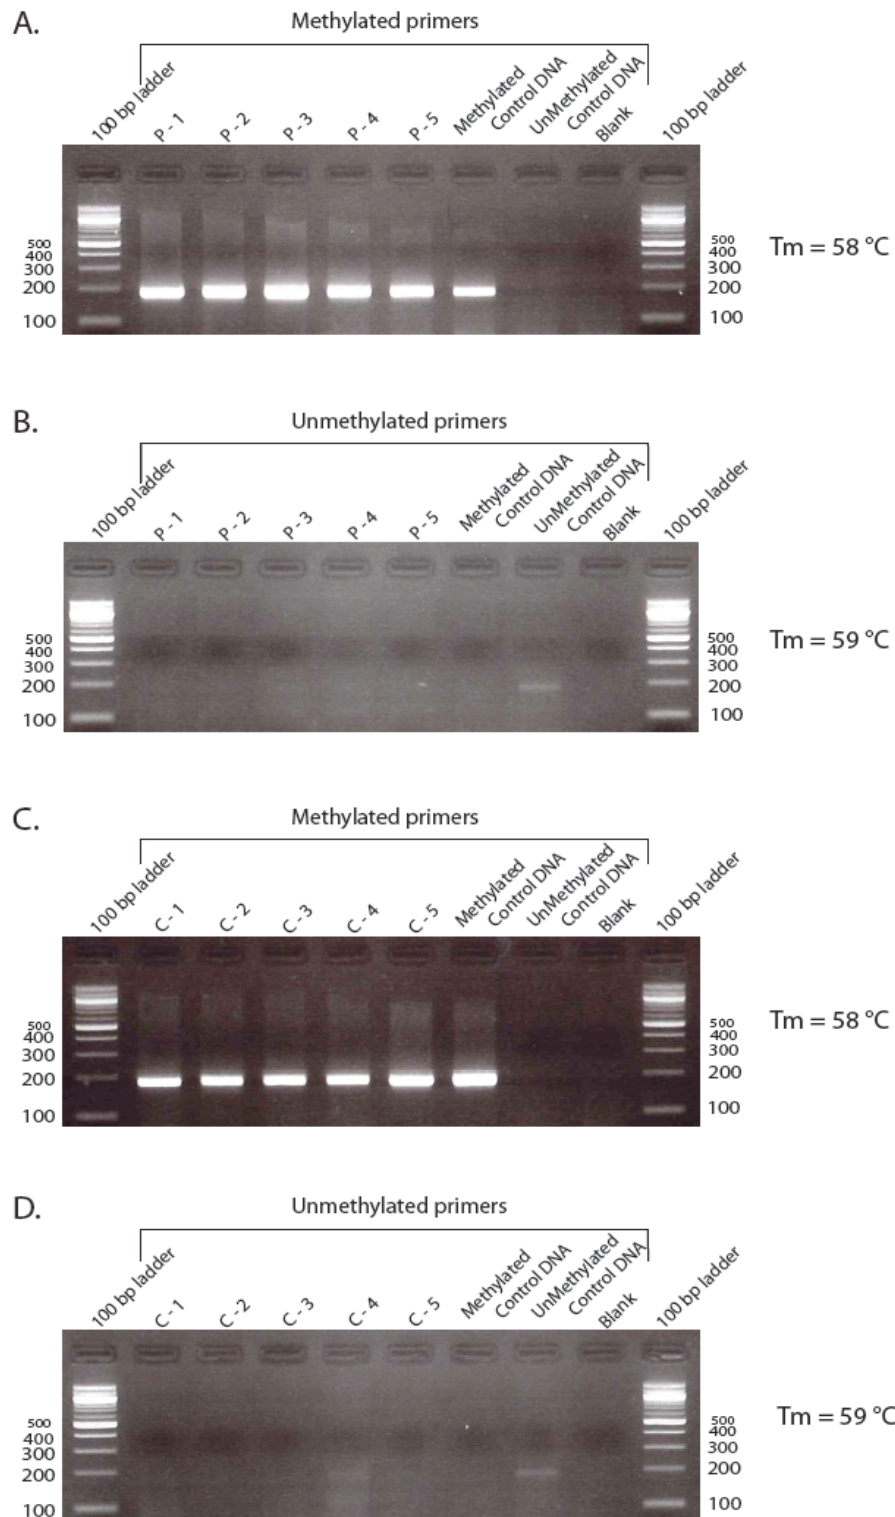 A.
Methylated primers
100 bp ladder
P - 1
P - 2
P - 3
P - 4
P - 5
Methylated
Control DNA
UnMethylated
Control DNA
Blank
100 bp ladder
500
400
300
200
100
500
400
300
200
100
Tm = 58 °C
B.
Unmethylated primers
100 bp ladder
P - 1
P - 2
P - 3
P - 4
P - 5
Methylated
Control DNA
UnMethylated
Control DNA
Blank
100 bp ladder
500
400
300
200
100
500
400
300
200
100
Tm = 59 °C
C.
Methylated primers
100 bp ladder
C - 1
C - 2
C - 3
C - 4
C - 5
Methylated
Control DNA
UnMethylated
Control DNA
Blank
100 bp ladder
500
400
300
200
100
500
400
300
200
100
Tm = 58 °C
D.
Unmethylated primers
100 bp ladder
C - 1
C - 2
C - 3
C - 4
C - 5
Methylated
Control DNA
UnMethylated
Control DNA
Blank
100 bp ladder
500
400
300
200
100
500
400
300
200
100
Tm = 59 °C